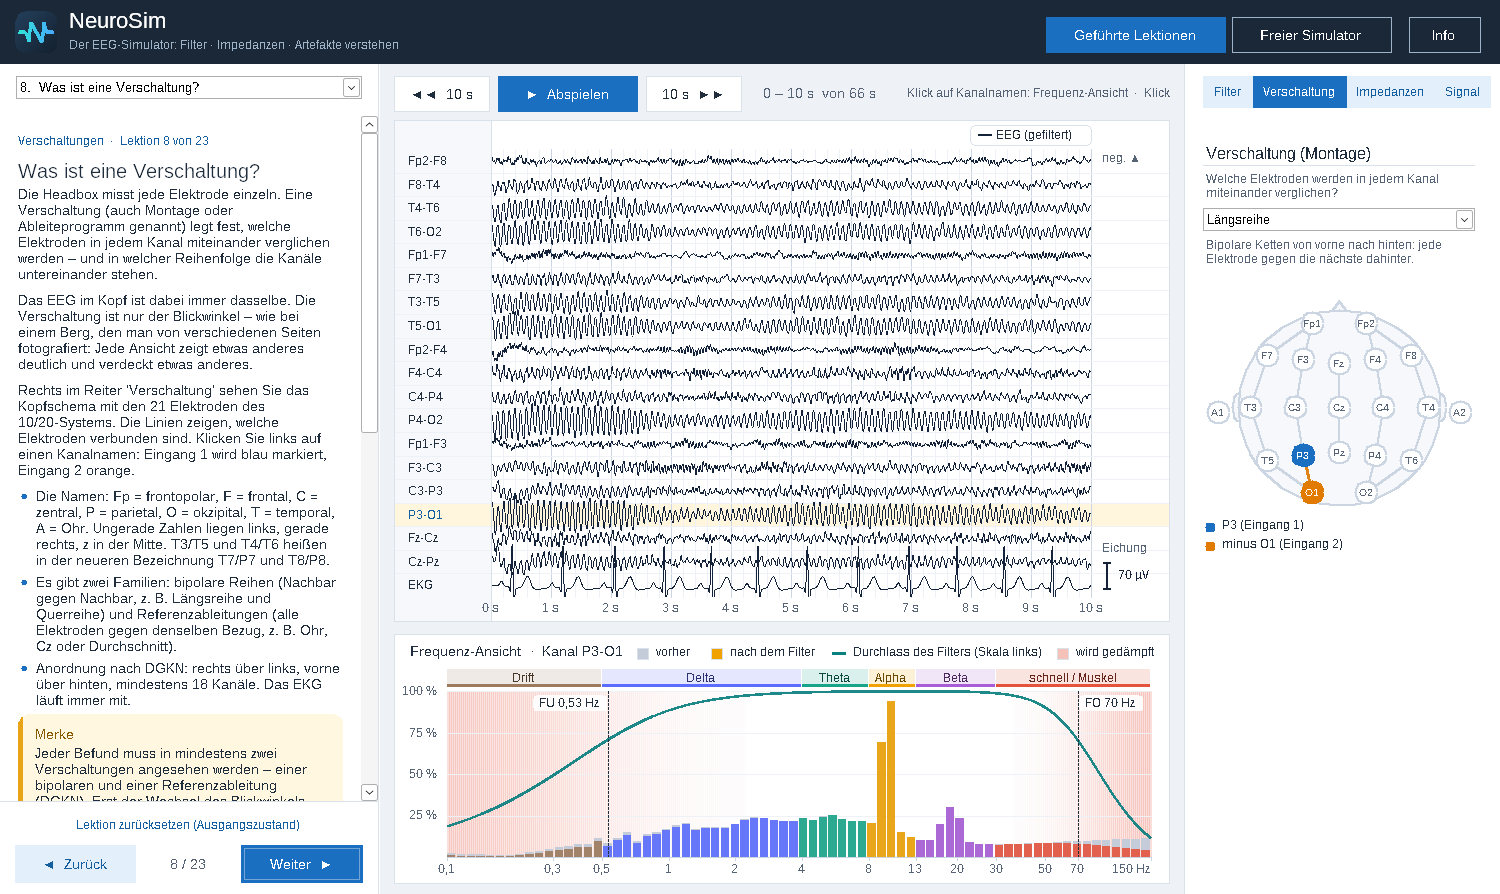 NeuroSim
Der EEG-Simulator: Filter · Impedanzen · Artefakte verstehen
Geführte Lektionen
Freier Simulator
Info
8.  Was ist eine Verschaltung?
Verschaltungen  ·  Lektion 8 von 23
Was ist eine Verschaltung?
Die Headbox misst jede Elektrode einzeln. Eine
Verschaltung (auch Montage oder
Ableiteprogramm genannt) legt fest, welche
Elektroden in jedem Kanal miteinander verglichen
werden – und in welcher Reihenfolge die Kanäle
untereinander stehen.
Das EEG im Kopf ist dabei immer dasselbe. Die
Verschaltung ist nur der Blickwinkel – wie bei
einem Berg, den man von verschiedenen Seiten
fotografiert: Jede Ansicht zeigt etwas anderes
deutlich und verdeckt etwas anderes.
Rechts im Reiter 'Verschaltung' sehen Sie das
Kopfschema mit den 21 Elektroden des
10/20-Systems. Die Linien zeigen, welche
Elektroden verbunden sind. Klicken Sie links auf
einen Kanalnamen: Eingang 1 wird blau markiert,
Eingang 2 orange.
• Die Namen: Fp = frontopolar, F = frontal, C =
zentral, P = parietal, O = okzipital, T = temporal,
A = Ohr. Ungerade Zahlen liegen links, gerade
rechts, z in der Mitte. T3/T5 und T4/T6 heißen
in der neueren Bezeichnung T7/P7 und T8/P8.
• Es gibt zwei Familien: bipolare Reihen (Nachbar
gegen Nachbar, z. B. Längsreihe und
Querreihe) und Referenzableitungen (alle
Elektroden gegen denselben Bezug, z. B. Ohr,
Cz oder Durchschnitt).
• Anordnung nach DGKN: rechts über links, vorne
über hinten, mindestens 18 Kanäle. Das EKG
läuft immer mit.
Merke
Jeder Befund muss in mindestens zwei
Verschaltungen angesehen werden – einer
bipolaren und einer Referenzableitung
(DGKN). Erst der Wechsel des Blickwinkels
Lektion zurücksetzen (Ausgangszustand)
◄ Zurück
8 / 23
Weiter ►
◄◄ 10 s
► Abspielen
10 s ►►
0 – 10 s  von 66 s
Klick auf Kanalnamen: Frequenz-Ansicht  ·  Klick
EEG (gefiltert)
neg. ▲
Fp2-F8
F8-T4
T4-T6
T6-O2
Fp1-F7
F7-T3
T3-T5
T5-O1
Fp2-F4
F4-C4
C4-P4
P4-O2
Fp1-F3
F3-C3
C3-P3
P3-O1
Fz-Cz
Cz-Pz
EKG
Eichung
70 µV
0 s 1 s 2 s 3 s 4 s 5 s 6 s 7 s 8 s 9 s 10 s
Frequenz-Ansicht  ·  Kanal P3-O1
vorher
nach dem Filter
Durchlass des Filters (Skala links)
wird gedämpft
Drift Delta Theta Alpha Beta schnell / Muskel
100 %
75 %
50 %
25 %
FU 0,53 Hz
FO 70 Hz
0,1 0,3 0,5 1 2 4 8 13 20 30 50 70 150 Hz
Filter
Verschaltung
Impedanzen
Signal
Verschaltung (Montage)
Welche Elektroden werden in jedem Kanal
miteinander verglichen?
Längsreihe
Bipolare Ketten von vorne nach hinten: jede
Elektrode gegen die nächste dahinter.
Fp1 Fp2
F7 F3 Fz F4 F8
A1 T3 C3 Cz C4 T4 A2
T5 P3 Pz P4 T6
O1 O2
P3 (Eingang 1)
minus O1 (Eingang 2)